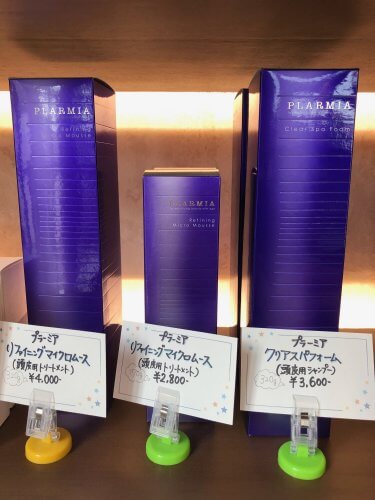 PLARMIA
Refining
Micro Mousse
PLARMIA
Refining
Micro Mousse
PLARMIA
Clear Spa Foam
プラーミア
リファイニングマイクロムース
(頭皮用トリートメント)
¥4,000-
プラーミア
リファイニングマイクロムース
(頭皮用トリートメント)
¥2,800-
プラーミア
クリアスパフォーム
(頭皮用シャンプー)
320g
¥3,600-